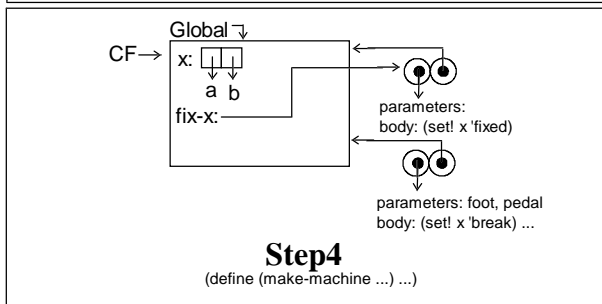 Global
CF
x:
a b
fix-x:
parameters:
body: (set! x 'fixed)
parameters: foot, pedal
body: (set! x 'break) ...
Step4
(define (make-machine ...) ...)